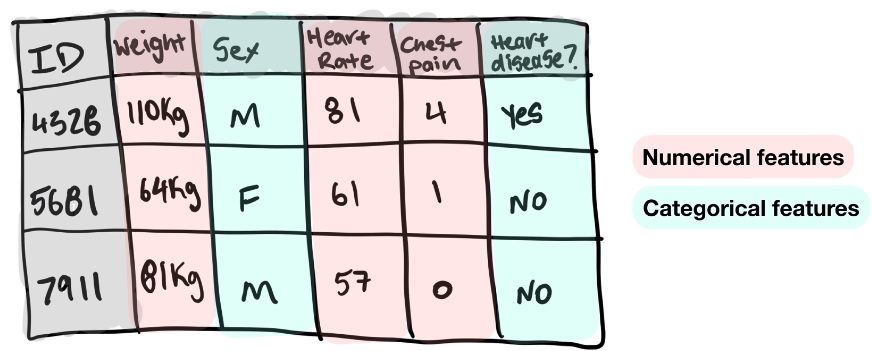 ID Weight Sex Heart Rate Chest pain Heart disease?
4328 110Kg M 81 4 Yes
5681 64Kg F 61 1 NO
7911 81Kg M 57 0 NO
Numerical features
Categorical features